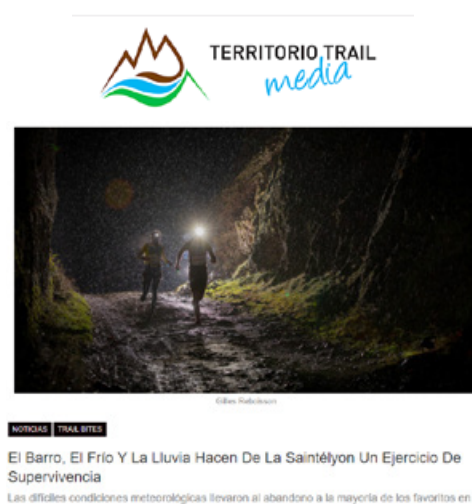 TERRITORIO TRAIL
media
Gilles Reboisson
NOTICIAS TRAIL BITES
El Barro, El Frío Y La Lluvia Hacen De La Saintélyon Un Ejercicio De
Supervivencia
Las difíciles condiciones meteorológicas llevaron al abandono a la mayoría de los favoritos en